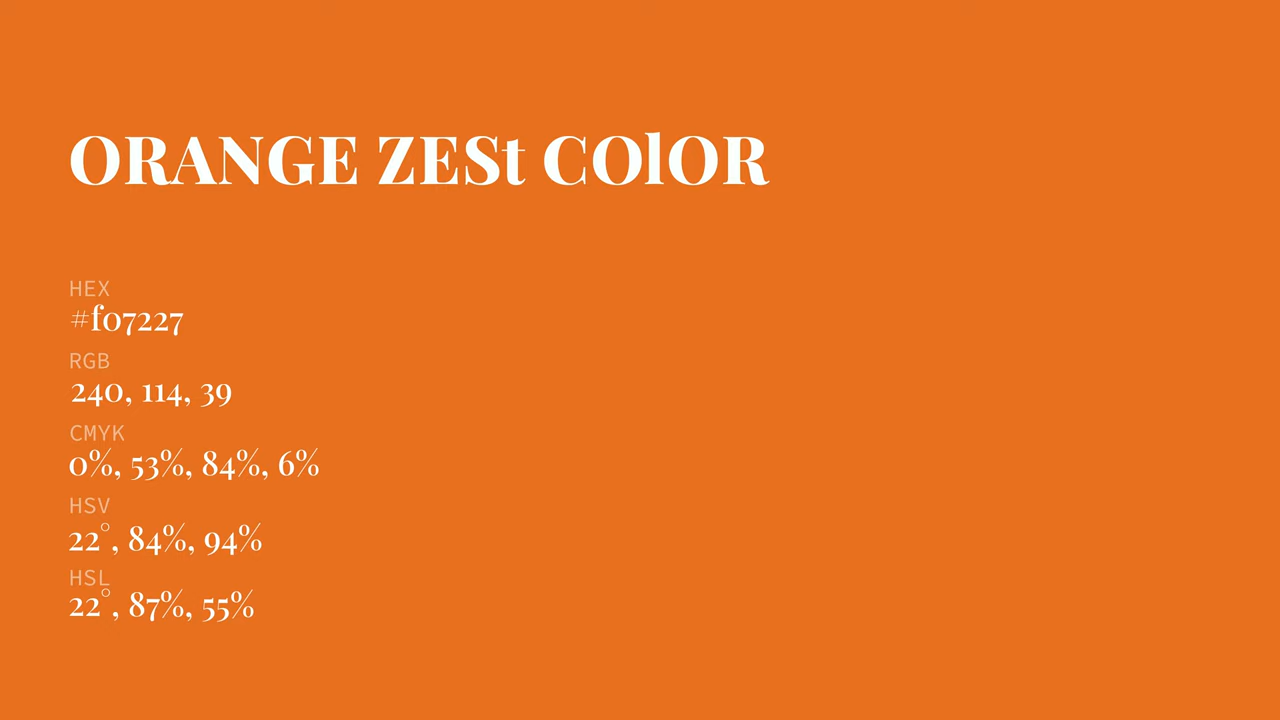 ORANGE ZESt COlOR
HEX
#f07227
RGB
240, 114, 39
CMYK
0%, 53%, 84%, 6%
HSV
22°, 84%, 94%
HSL
22°, 87%, 55%